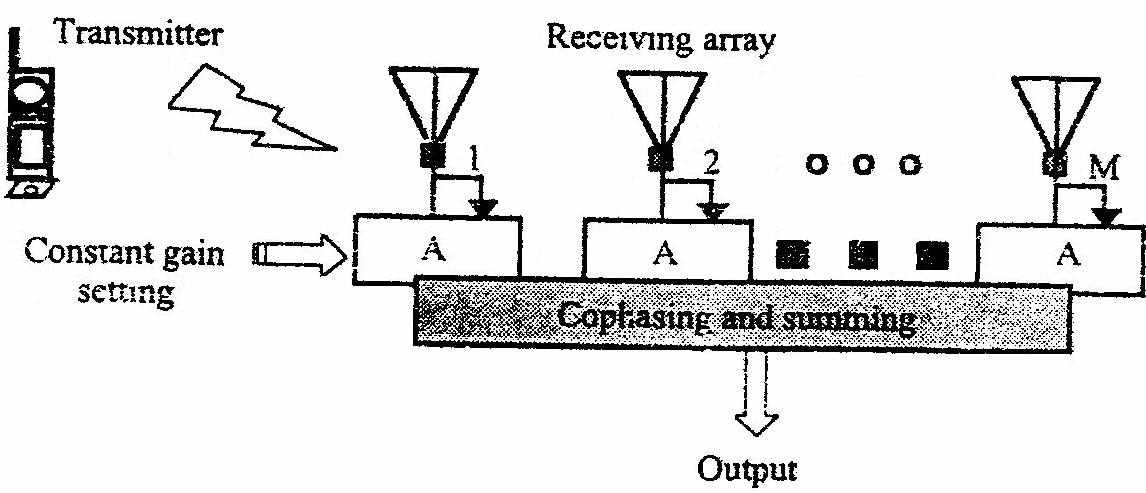 Transmitter
Receiving array
1
2
M
Constant gain
setting
A
A
A
Cophasing and summing
Output